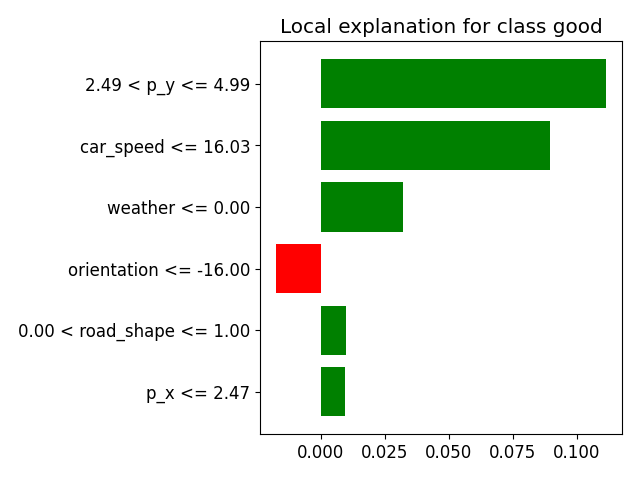 Local explanation for class good
2.49 < p_y <= 4.99
car_speed <= 16.03
weather <= 0.00
orientation <= -16.00
0.00 < road_shape <= 1.00
p_x <= 2.47
0.000 0.025 0.050 0.075 0.100